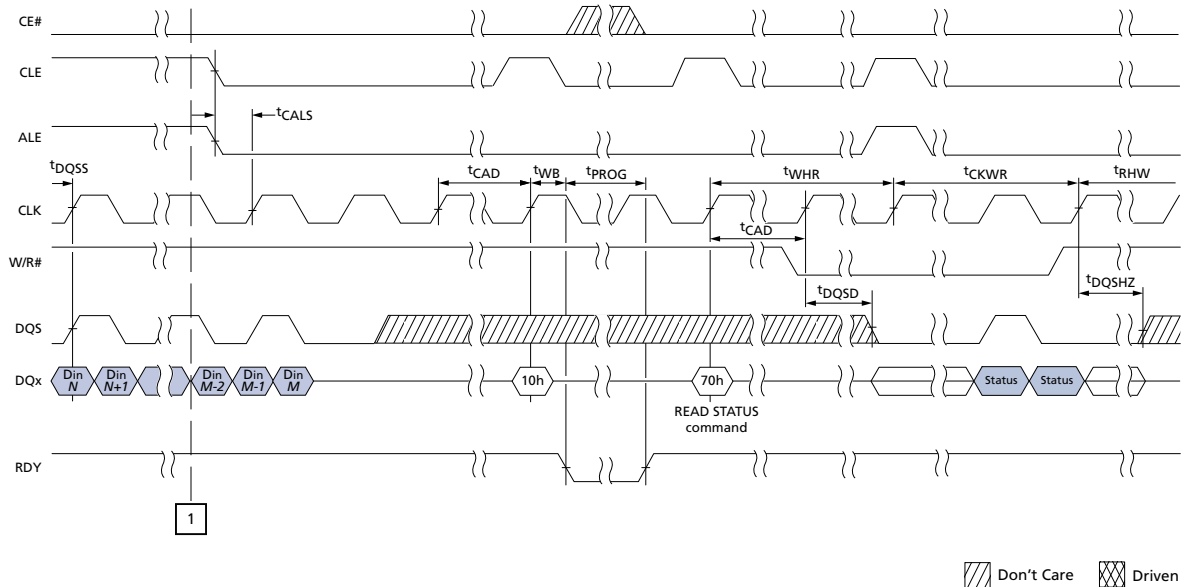 CE#
CLE
tCALS
ALE
tDQSS
tCAD
tWB
tPROG
tWHR
tCKWR
tRHW
CLK
tCAD
W/R#
tDQSD
tDQSHZ
DQS
DQx
Din N
Din N+1
Din M-2
Din M-1
Din M
10h
70h
Status
Status
READ STATUS
command
RDY
1
Don't Care
Driven